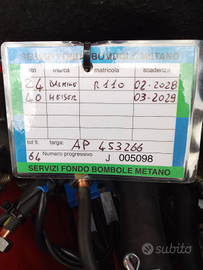 SERVIZI FONDO BOMBOLE METANO
litri marca matricola scadenza
24 DALMINE R110 02-2028
40 HEISER 03-2029
tot lt. targa: AP 453266
64 Numero progressivo J 005098
SERVIZI FONDO BOMBOLE METANO
subito